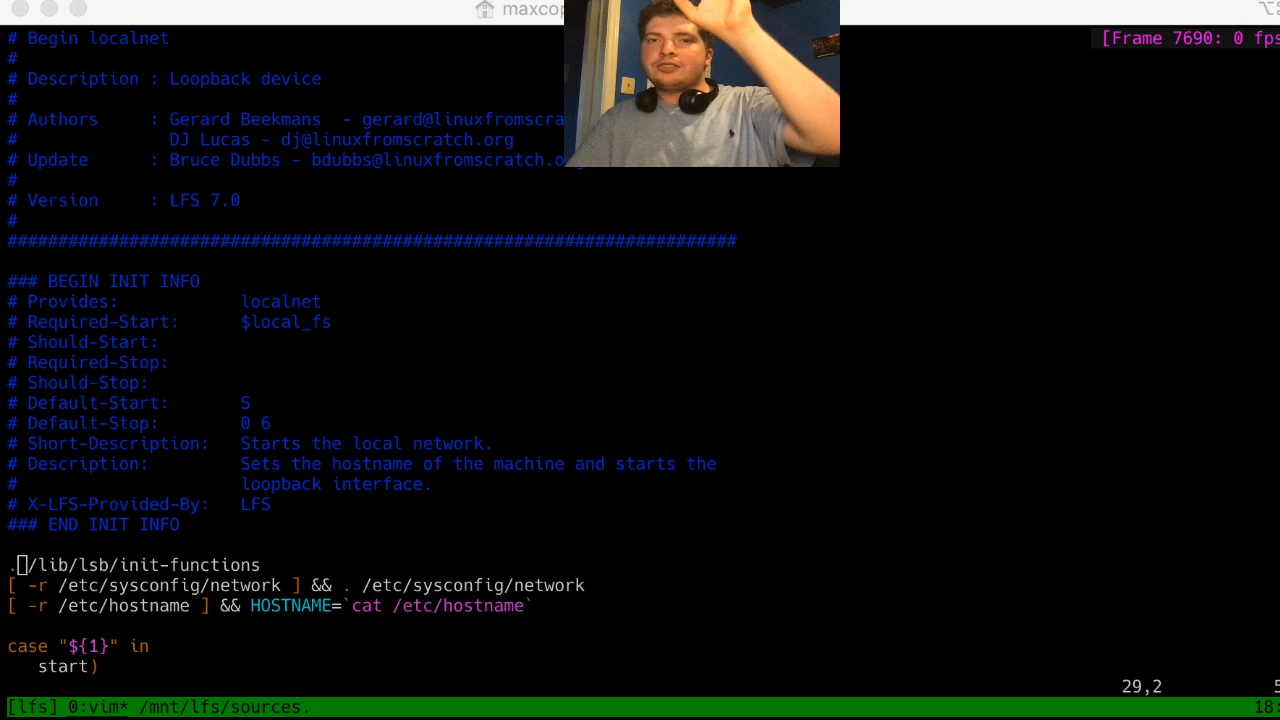 maxcop
# Begin localnet
[Frame 7690: 0 fps
#
# Description : Loopback device
#
# Authors     : Gerard Beekmans  - gerard@linuxfromscra
#               DJ Lucas - dj@linuxfromscratch.org
# Update      : Bruce Dubbs - bdubbs@linuxfromscratch.o
#
# Version     : LFS 7.0
#
########################################################################
### BEGIN INIT INFO
# Provides:            localnet
# Required-Start:      $local_fs
# Should-Start:
# Required-Stop:
# Should-Stop:
# Default-Start:       S
# Default-Stop:        0 6
# Short-Description:   Starts the local network.
# Description:         Sets the hostname of the machine and starts the
#                      loopback interface.
# X-LFS-Provided-By:   LFS
### END INIT INFO
. /lib/lsb/init-functions
[ -r /etc/sysconfig/network ] && . /etc/sysconfig/network
[ -r /etc/hostname ] && HOSTNAME=`cat /etc/hostname`
case "${1}" in
   start)
29,2 5
[lfs] 0:vim* /mnt/lfs/sources. 18: